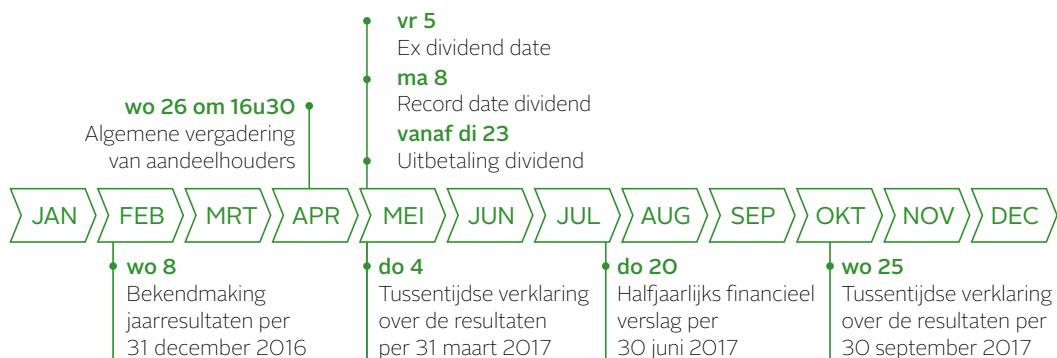 vr 5
Ex dividend date
ma 8
Record date dividend
wo 26 om 16u30
Algemene vergadering
van aandeelhouders
vanaf di 23
Uitbetaling dividend
JAN FEB MRT APR MEI JUN JUL AUG SEP OKT NOV DEC
wo 8
Bekendmaking
jaarresultaten per
31 december 2016
do 4
Tussentijdse verklaring
over de resultaten
per 31 maart 2017
do 20
Halfjaarlijks financieel
verslag per
30 juni 2017
wo 25
Tussentijdse verklaring
over de resultaten per
30 september 2017